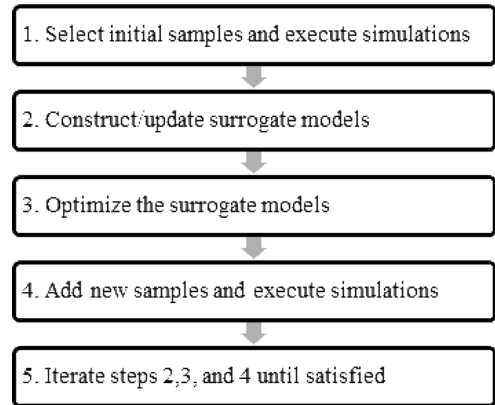 1. Select initial samples and execute simulations
2. Construct/update surrogate models
3. Optimize the surrogate models
4. Add new samples and execute simulations
5. Iterate steps 2,3, and 4 until satisfied